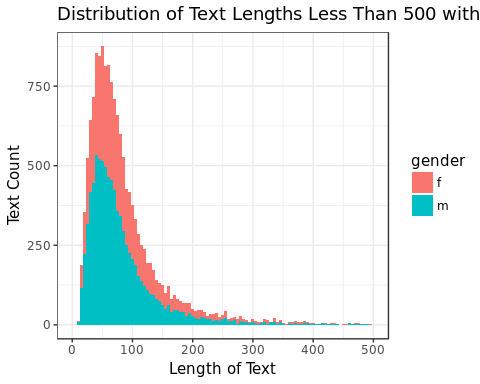 Distribution of Text Lengths Less Than 500 with
750
500
250
0
Text Count
0 100 200 300 400 500
Length of Text
gender
f
m